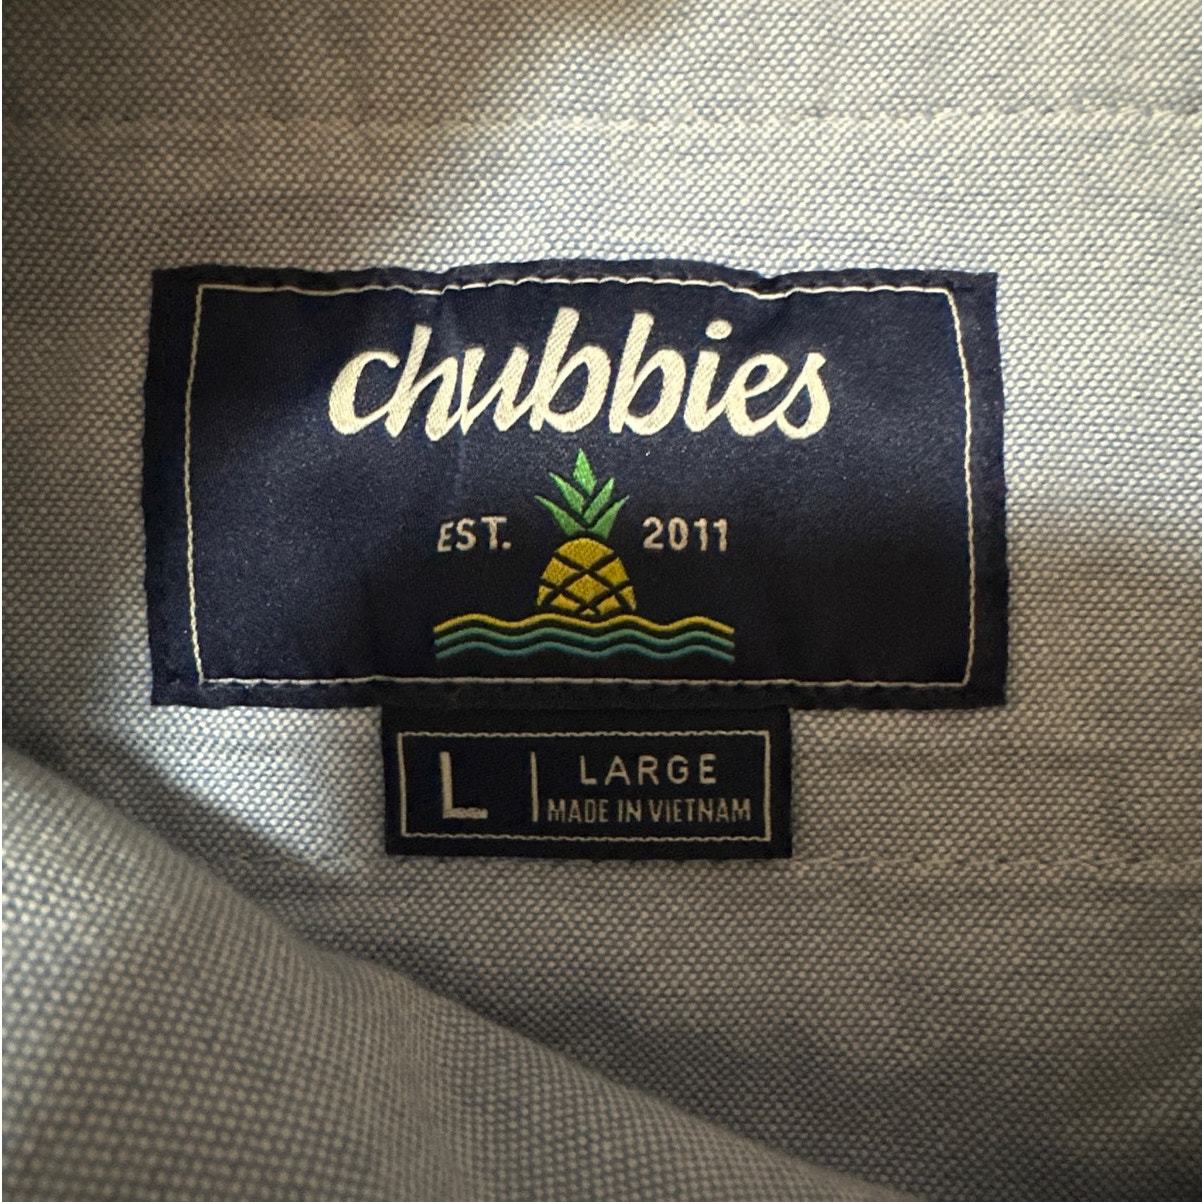 chubbies
EST. 2011
L | LARGE
MADE IN VIETNAM